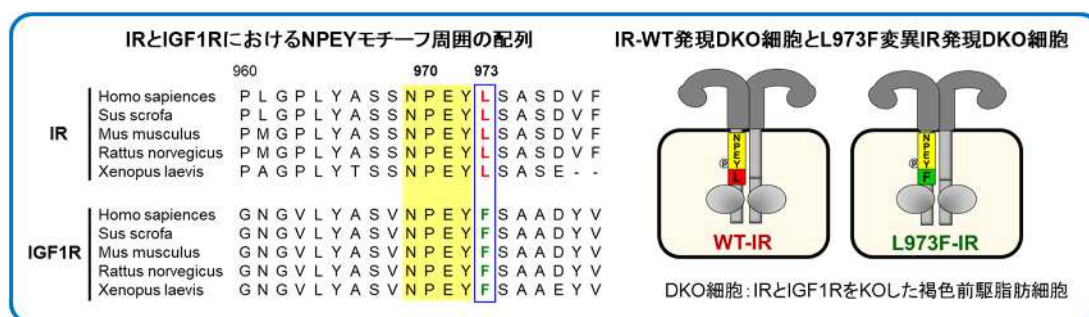 IRとIGF1RにおけるNPEYモチーフ周囲の配列
960 970 973
IR
Homo sapiences P L G P L Y A S S N P E Y L S A S D V F
Sus scrofa P L G P L Y A S S N P E Y L S A S D V F
Mus musculus P M G P L Y A S S N P E Y L S A S D V F
Rattus norvegicus P M G P L Y A S S N P E Y L S A S D V F
Xenopus laevis P A G P L Y T S S N P E Y L S A S E - -
IGF1R
Homo sapiences G N G V L Y A S V N P E Y F S A A D Y V
Sus scrofa G N G V L Y A S V N P E Y F S A A D Y V
Mus musculus G N G V L Y A S V N P E Y F S A A D Y V
Rattus norvegicus G N G V L Y A S V N P E Y F S A A D Y V
Xenopus laevis G N G V L Y A S V N P E Y F S A A E Y V
IR-WT発現DKO細胞とL973F変異IR発現DKO細胞
NPEY
P
L
WT-IR
NPEY
P
F
L973F-IR
DKO細胞:IRとIGF1RをKOした褐色前駆脂肪細胞